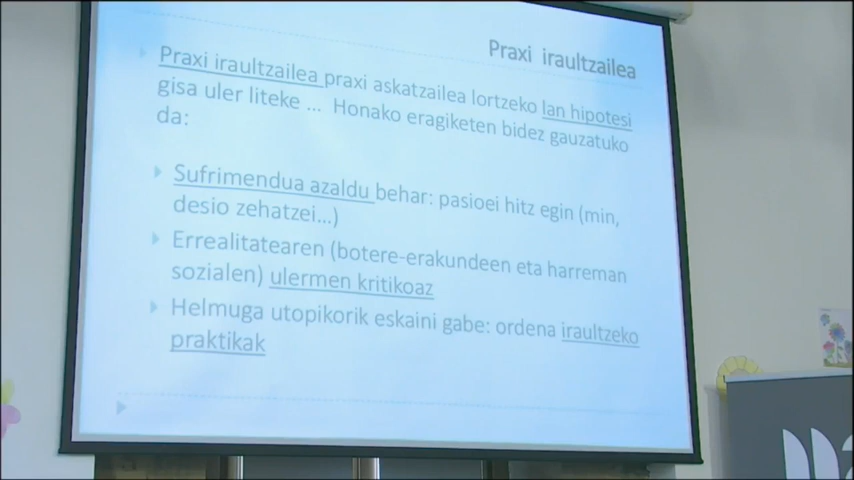 Praxi iraultzailea
Praxi iraultzailea praxi askatzailea lortzeko lan hipotesi
gisa uler liteke ... Honako eragiketen bidez gauzatuko
da:
Sufrimendua azaldu behar: pasioei hitz egin (min,
desio zehatzei...)
Errealitatearen (botere-erakundeen eta harreman
sozialen) ulermen kritikoaz
Helmuga utopikorik eskaini gabe: ordena iraultzeko
praktikak